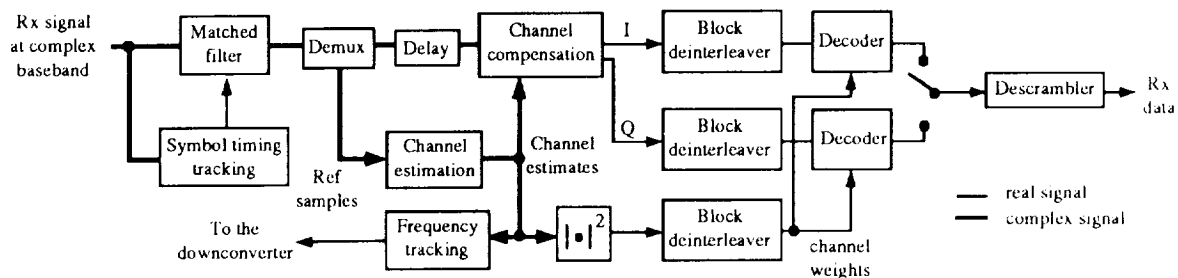 Rx signal
at complex
baseband
Matched
filter
Demux
Delay
Channel
compensation
I
Q
Block
deinterleaver
Decoder
Block
deinterleaver
Decoder
Descrambler
Rx
data
Symbol timing
tracking
Ref
samples
Channel
estimation
Channel
estimates
To the
downconverter
Frequency
tracking
|•|²
Block
deinterleaver
channel
weights
real signal
complex signal